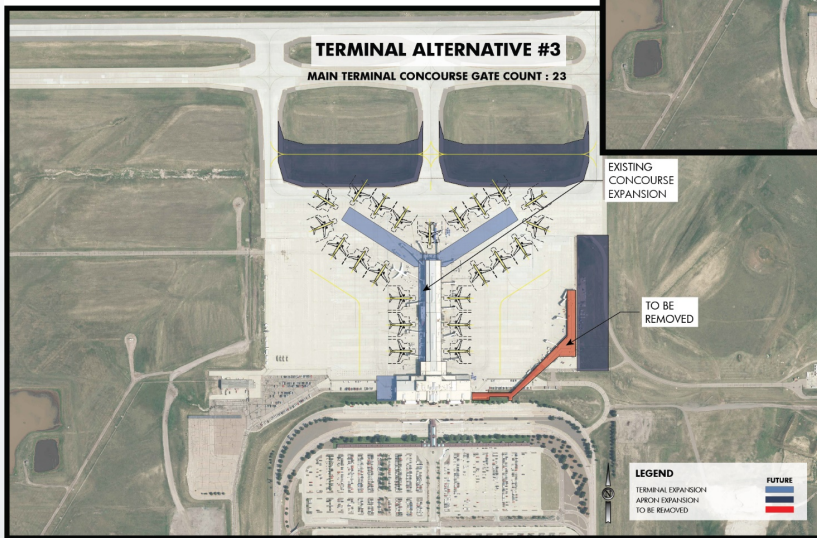 TERMINAL ALTERNATIVE #3
MAIN TERMINAL CONCOURSE GATE COUNT : 23
EXISTING
CONCOURSE
EXPANSION
TO BE
REMOVED
LEGEND
FUTURE
TERMINAL EXPANSION
APRON EXPANSION
TO BE REMOVED